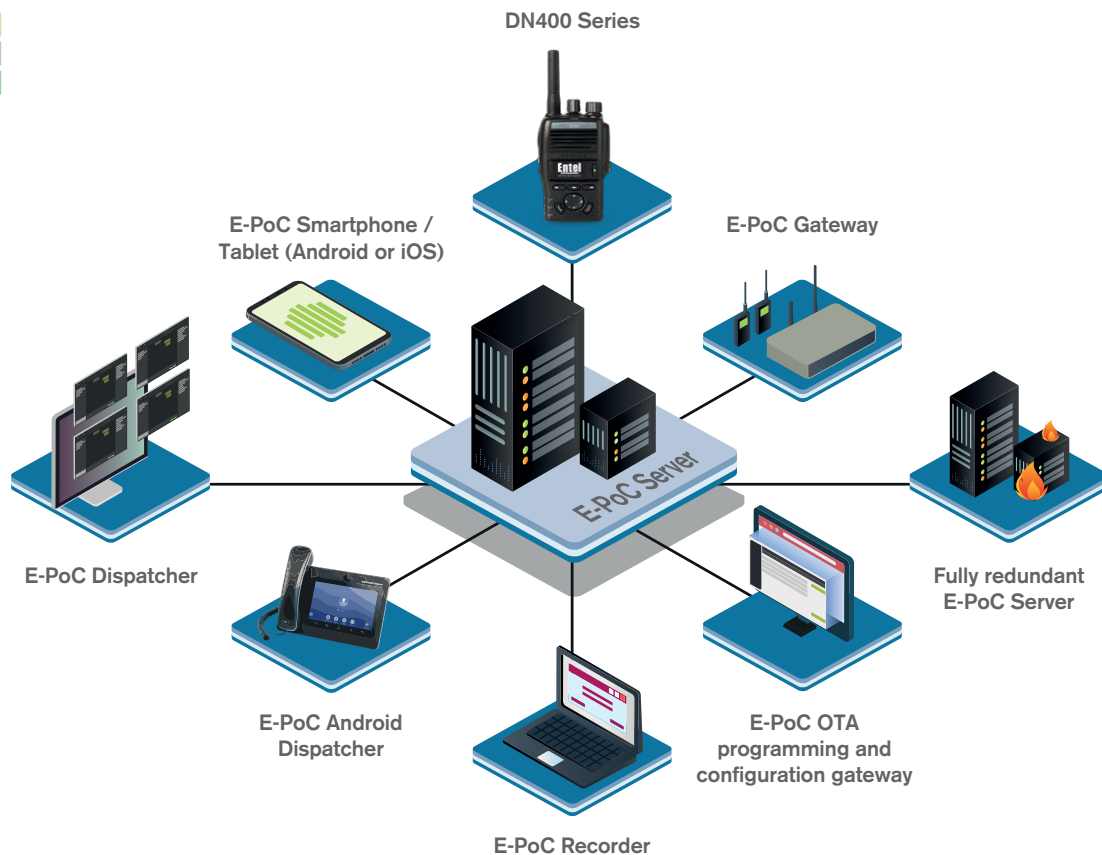 DN400 Series
Entel
E-PoC Smartphone /
Tablet (Android or iOS)
E-PoC Gateway
E-PoC Server
E-PoC Dispatcher
Fully redundant
E-PoC Server
E-PoC Android
Dispatcher
E-PoC OTA
programming and
configuration gateway
E-PoC Recorder